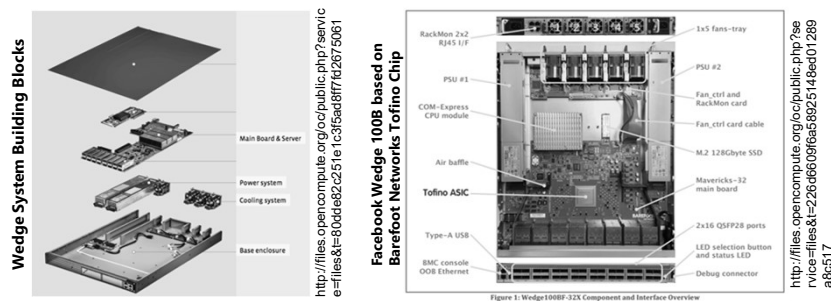 Wedge System Building Blocks
Main Board & Server
Power system
Cooling system
Base enclosure
http://files.opencompute.org/oc/public.php?servic
e=files&t=80dde82c251e1c3f5ad8ff7fd2675061
Facebook Wedge 100B based on
Barefoot Networks Tofino Chip
RackMon 2x2
RJ45 I/F
1x5 fans-tray
PSU #1
PSU #2
COM-Express
CPU module
Fan_ctrl and
RackMon card
Fan_ctrl card cable
M.2 128Gbyte SSD
Air baffle
Tofino ASIC
Mavericks-32
main board
Type-A USB
2x16 QSFP28 ports
BMC console
OOB Ethernet
LED selection button
and status LED
Debug connector
Figure 1: Wedge100BF-32X Component and Interface Overview
http://files.opencompute.org/oc/public.php?se
rvice=files&t=226d6609f6a58925148ed01289
a8c517